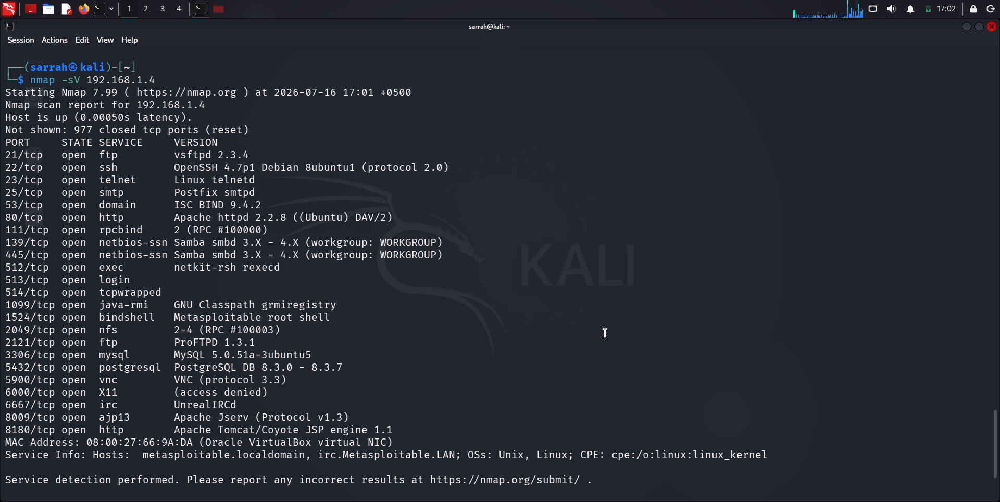 1 2 3 4 17:02
sarrah@kali: ~
Session Actions Edit View Help
┌──(sarrah㉿kali)-[~]
└─$ nmap -sV 192.168.1.4
Starting Nmap 7.99 ( https://nmap.org ) at 2026-07-16 17:01 +0500
Nmap scan report for 192.168.1.4
Host is up (0.00050s latency).
Not shown: 977 closed tcp ports (reset)
PORT     STATE SERVICE     VERSION
21/tcp   open  ftp         vsftpd 2.3.4
22/tcp   open  ssh         OpenSSH 4.7p1 Debian 8ubuntu1 (protocol 2.0)
23/tcp   open  telnet      Linux telnetd
25/tcp   open  smtp        Postfix smtpd
53/tcp   open  domain      ISC BIND 9.4.2
80/tcp   open  http        Apache httpd 2.2.8 ((Ubuntu) DAV/2)
111/tcp  open  rpcbind     2 (RPC #100000)
139/tcp  open  netbios-ssn Samba smbd 3.X - 4.X (workgroup: WORKGROUP)
445/tcp  open  netbios-ssn Samba smbd 3.X - 4.X (workgroup: WORKGROUP)
512/tcp  open  exec        netkit-rsh rexecd
513/tcp  open  login
514/tcp  open  tcpwrapped
1099/tcp open  java-rmi    GNU Classpath grmiregistry
1524/tcp open  bindshell   Metasploitable root shell
2049/tcp open  nfs         2-4 (RPC #100003)
2121/tcp open  ftp         ProFTPD 1.3.1
3306/tcp open  mysql       MySQL 5.0.51a-3ubuntu5
5432/tcp open  postgresql  PostgreSQL DB 8.3.0 - 8.3.7
5900/tcp open  vnc         VNC (protocol 3.3)
6000/tcp open  X11         (access denied)
6667/tcp open  irc         UnrealIRCd
8009/tcp open  ajp13       Apache Jserv (Protocol v1.3)
8180/tcp open  http        Apache Tomcat/Coyote JSP engine 1.1
MAC Address: 08:00:27:66:9A:DA (Oracle VirtualBox virtual NIC)
Service Info: Hosts:  metasploitable.localdomain, irc.Metasploitable.LAN; OSs: Unix, Linux; CPE: cpe:/o:linux:linux_kernel
Service detection performed. Please report any incorrect results at https://nmap.org/submit/ .
KALI